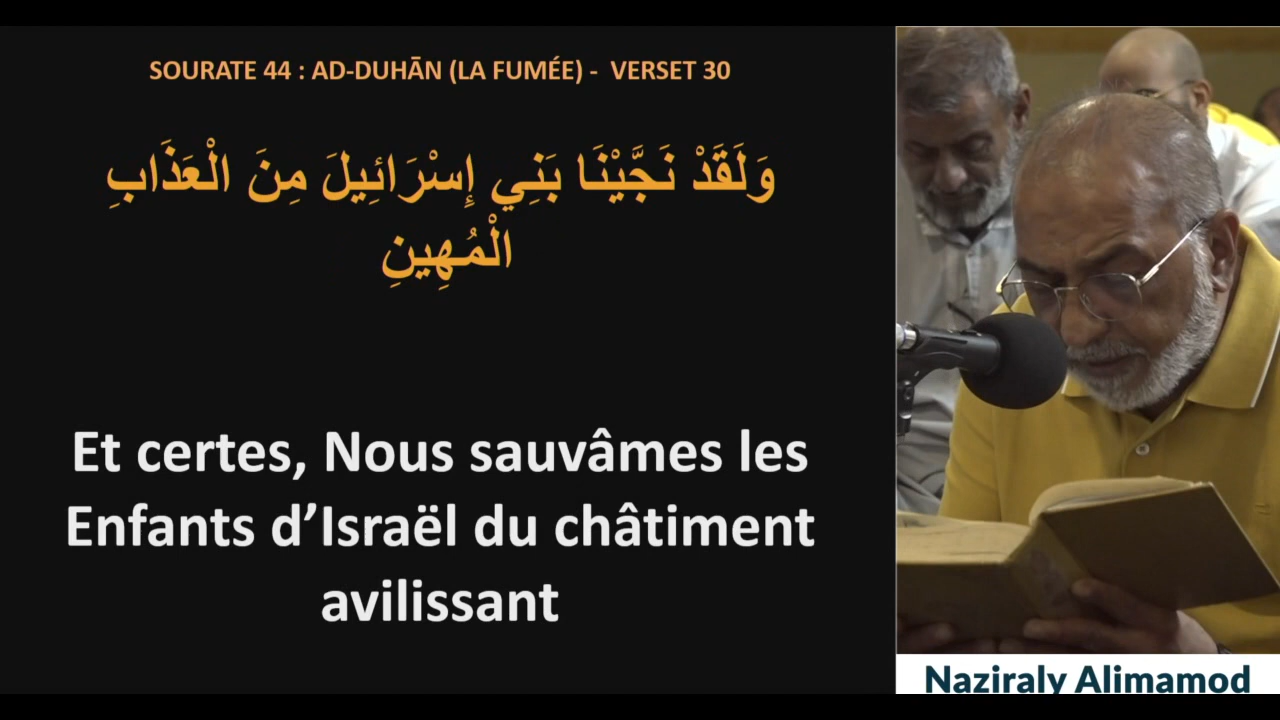 SOURATE 44 : AD-DUHĀN (LA FUMÉE) - VERSET 30
وَلَقَدْ نَجَّيْنَا بَنِي إِسْرَائِيلَ مِنَ الْعَذَابِ
الْمُهِينِ
Et certes, Nous sauvâmes les
Enfants d’Israël du châtiment
avilissant
Naziraly Alimamod